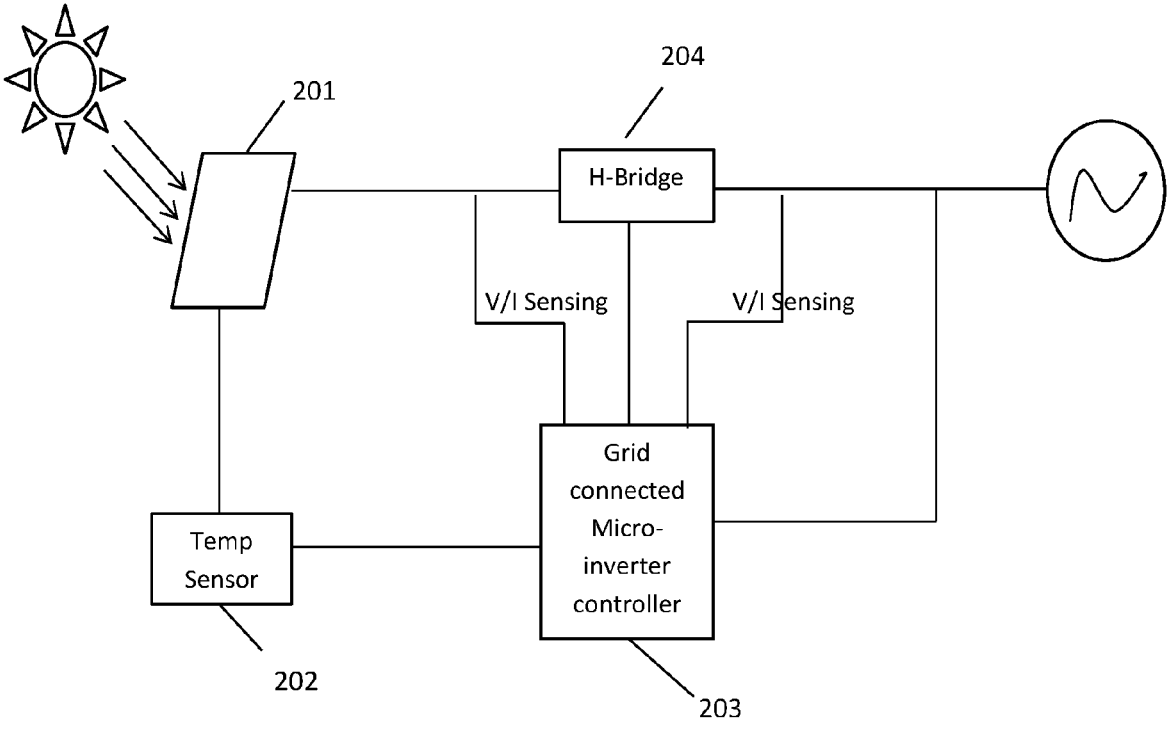 204
201
H-Bridge
V/I Sensing
V/I Sensing
Grid
connected
Micro-
inverter
controller
Temp
Sensor
202
203